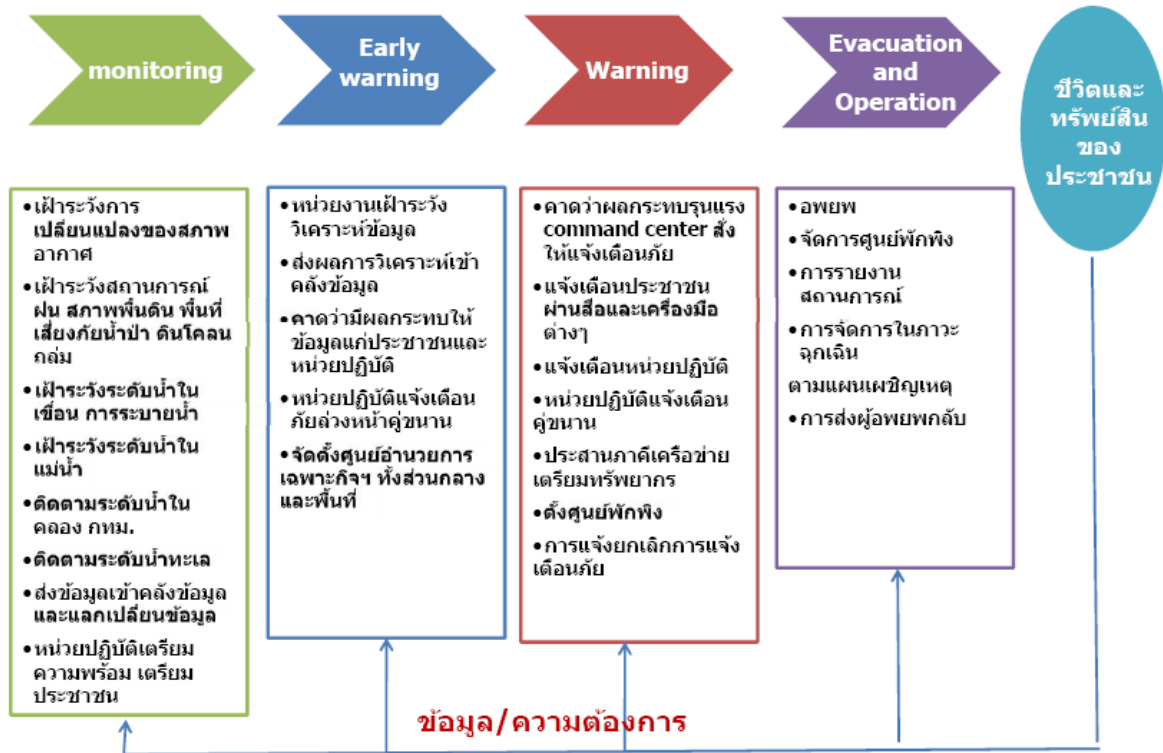 monitoring
Early
warning
Warning
Evacuation
and
Operation
ชีวิตและ
ทรัพย์สิน
ของ
ประชาชน
•เฝ้าระวังการ
เปลี่ยนแปลงของสภาพ
อากาศ
•เฝ้าระวังสถานการณ์
ฝน สภาพพื้นดิน พื้นที่
เสี่ยงภัยน้ำป่า ดินโคลน
ถล่ม
•เฝ้าระวังระดับน้ำใน
เขื่อน การระบายน้ำ
•เฝ้าระวังระดับน้ำใน
แม่น้ำ
•ติดตามระดับน้ำใน
คลอง กทม.
•ติดตามระดับน้ำทะเล
•ส่งข้อมูลเข้าคลังข้อมูล
และแลกเปลี่ยนข้อมูล
•หน่วยปฏิบัติเตรียม
ความพร้อม เตรียม
ประชาชน
•หน่วยงานเฝ้าระวัง
วิเคราะห์ข้อมูล
•ส่งผลการวิเคราะห์เข้า
คลังข้อมูล
•คาดว่ามีผลกระทบให้
ข้อมูลแก่ประชาชนและ
หน่วยปฏิบัติ
•หน่วยปฏิบัติแจ้งเตือน
ภัยล่วงหน้าคู่ขนาน
•จัดตั้งศูนย์อำนวยการ
เฉพาะกิจฯ ทั้งส่วนกลาง
และพื้นที่
•คาดว่าผลกระทบรุนแรง
command center สั่ง
ให้แจ้งเตือนภัย
•แจ้งเตือนประชาชน
ผ่านสื่อและเครื่องมือ
ต่างๆ
•แจ้งเตือนหน่วยปฏิบัติ
•หน่วยปฏิบัติแจ้งเตือน
คู่ขนาน
•ประสานภาคีเครือข่าย
เตรียมทรัพยากร
•ตั้งศูนย์พักพิง
•การแจ้งยกเลิกการแจ้ง
เตือนภัย
•อพยพ
•จัดการศูนย์พักพิง
•การรายงาน
สถานการณ์
•การจัดการในภาวะ
ฉุกเฉิน
ตามแผนเผชิญเหตุ
•การส่งผู้อพยพกลับ
ข้อมูล/ความต้องการ